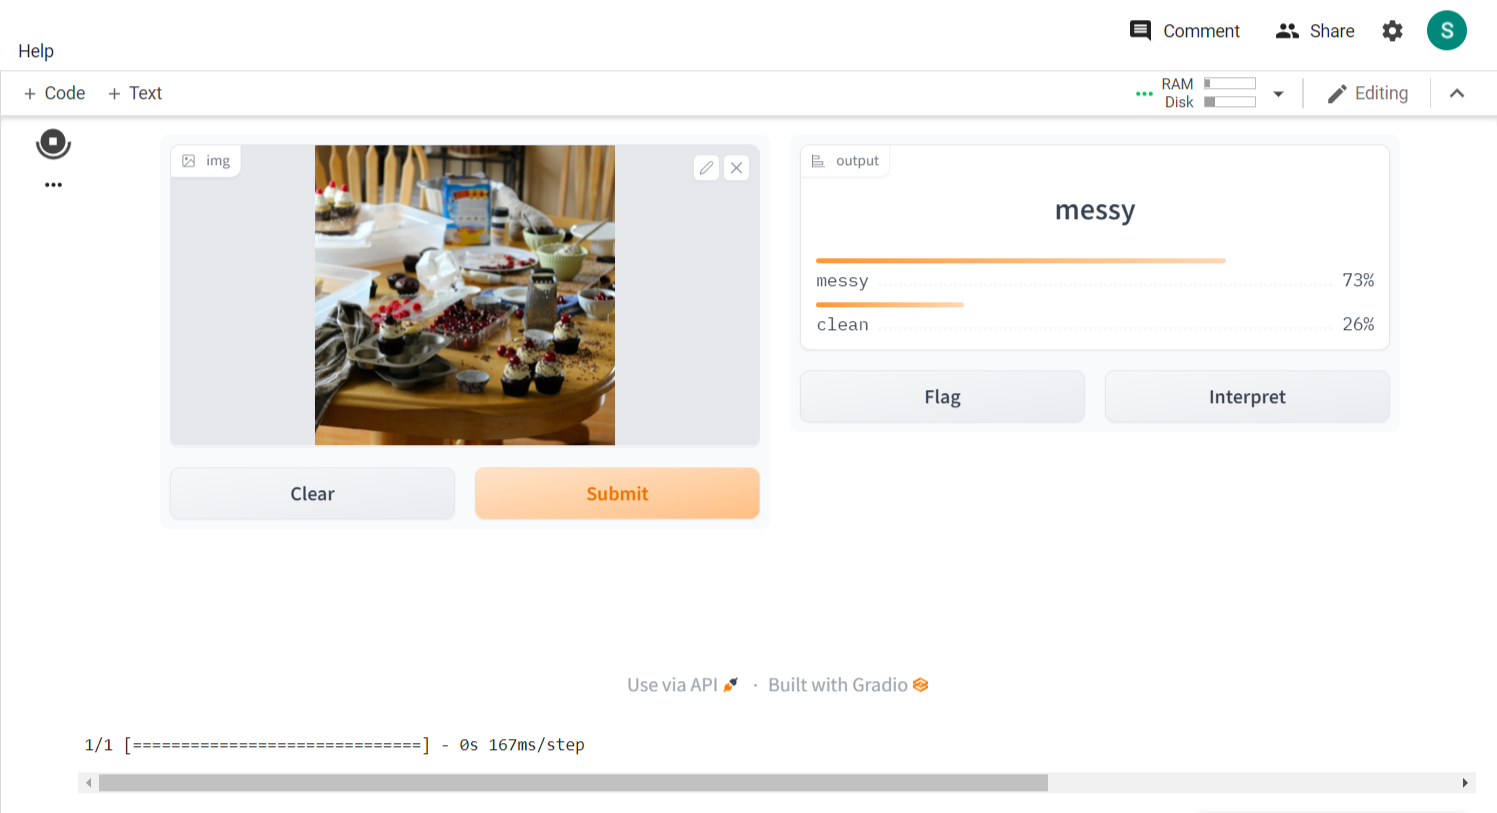 Comment
Share
S
Help
+ Code
+ Text
RAM
Disk
Editing
img
output
messy
messy
73%
clean
26%
Flag
Interpret
Clear
Submit
Use via API
·
Built with Gradio
1/1 [==============================] - 0s 167ms/step